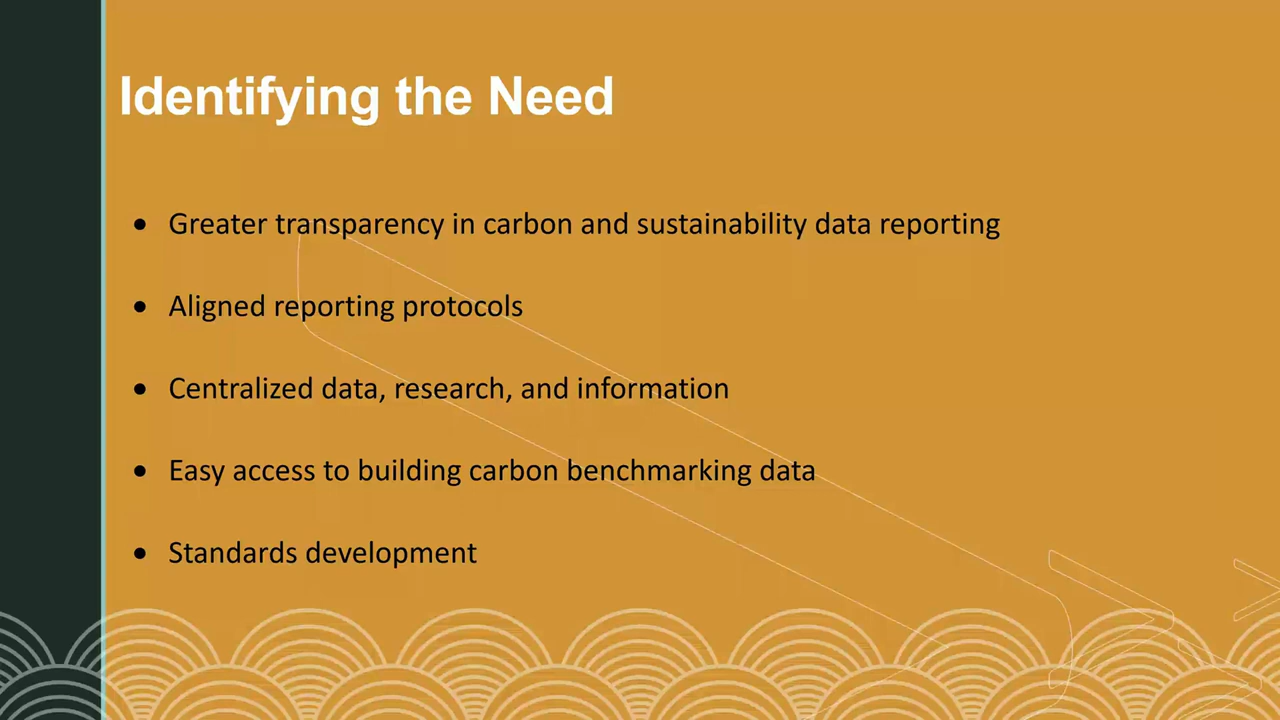 Identifying the Need
• Greater transparency in carbon and sustainability data reporting
• Aligned reporting protocols
• Centralized data, research, and information
• Easy access to building carbon benchmarking data
• Standards development